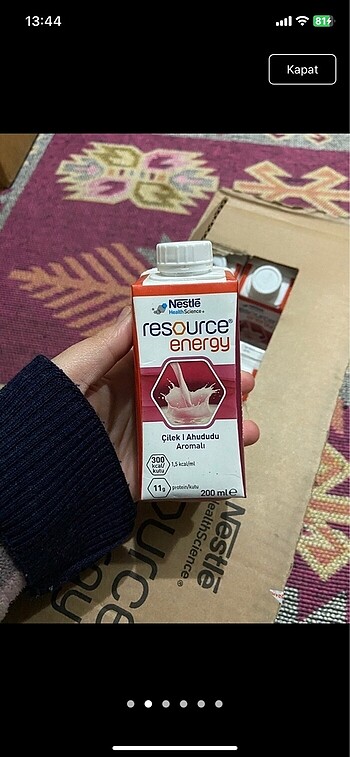 13:44
81
Kapat
Nestlé
HealthScience
resource®
energy
Çilek | Ahududu
Aromalı
300
kcal/
kutu
1,5 kcal/ml
11g
protein/kutu
200 ml e
Nestlé
HealthScience®